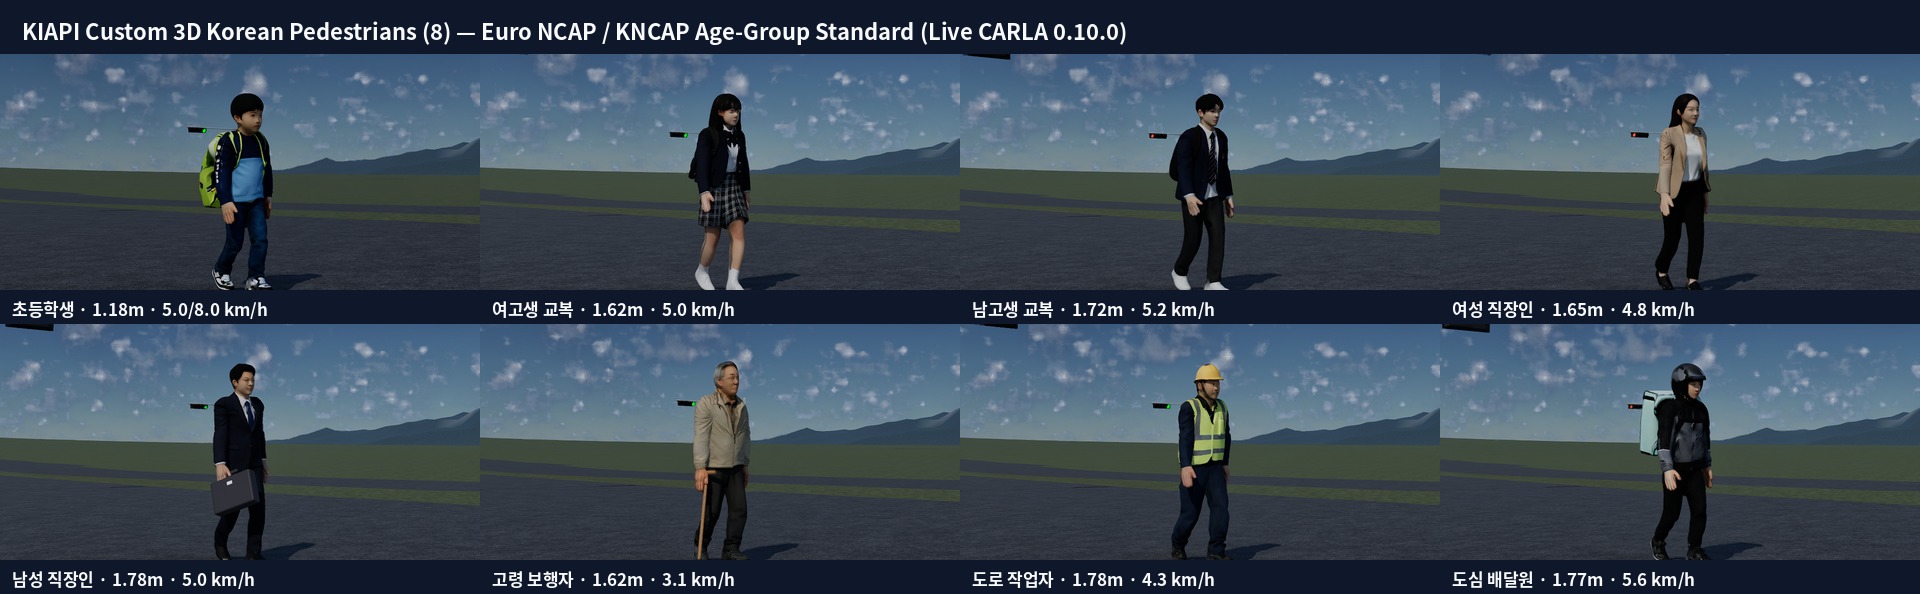 KIAPI Custom 3D Korean Pedestrians (8) — Euro NCAP / KNCAP Age-Group Standard (Live CARLA 0.10.0)
초등학생 · 1.18m · 5.0/8.0 km/h
여고생 교복 · 1.62m · 5.0 km/h
남고생 교복 · 1.72m · 5.2 km/h
여성 직장인 · 1.65m · 4.8 km/h
남성 직장인 · 1.78m · 5.0 km/h
고령 보행자 · 1.62m · 3.1 km/h
도로 작업자 · 1.78m · 4.3 km/h
도심 배달원 · 1.77m · 5.6 km/h